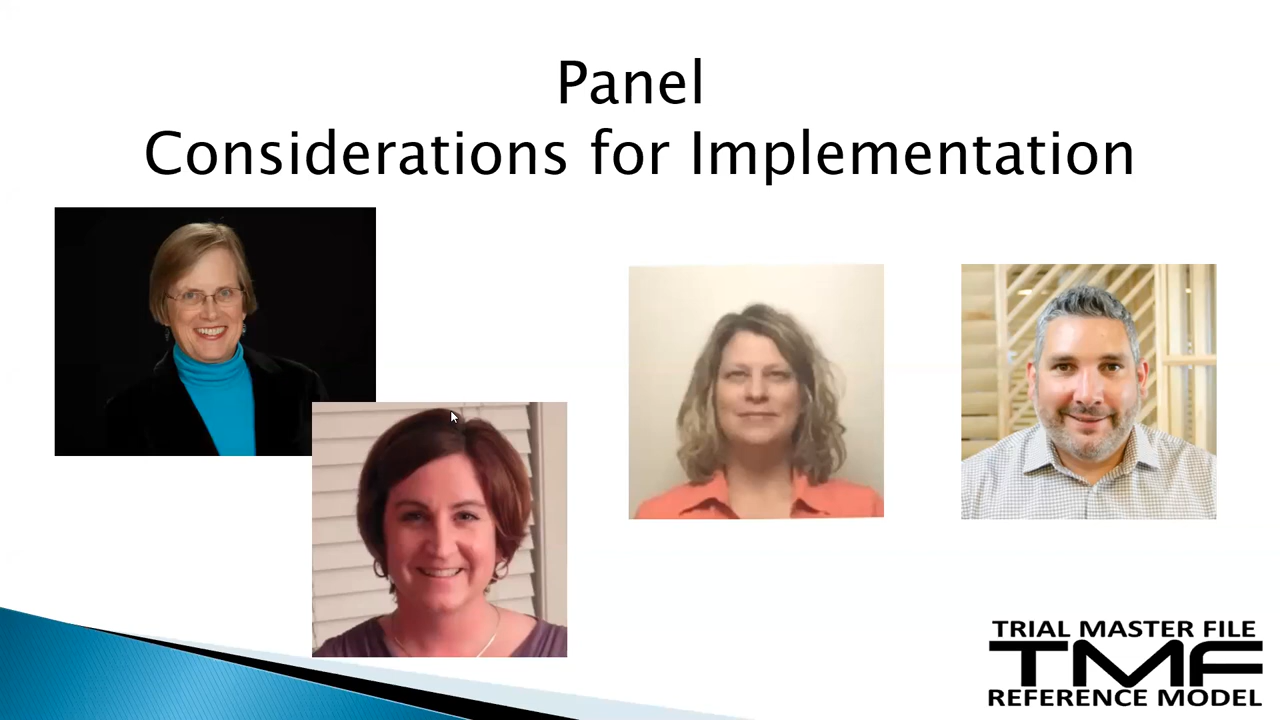 Panel
Considerations for Implementation
TRIAL MASTER FILE
TMF
REFERENCE MODEL